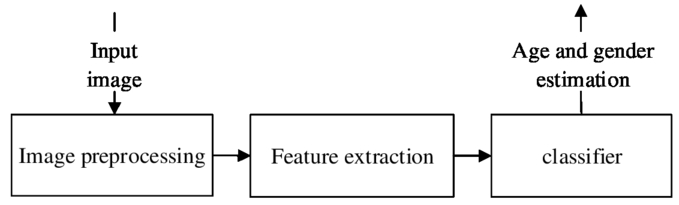 Input
image
Age and gender
estimation
Image preprocessing
Feature extraction
classifier